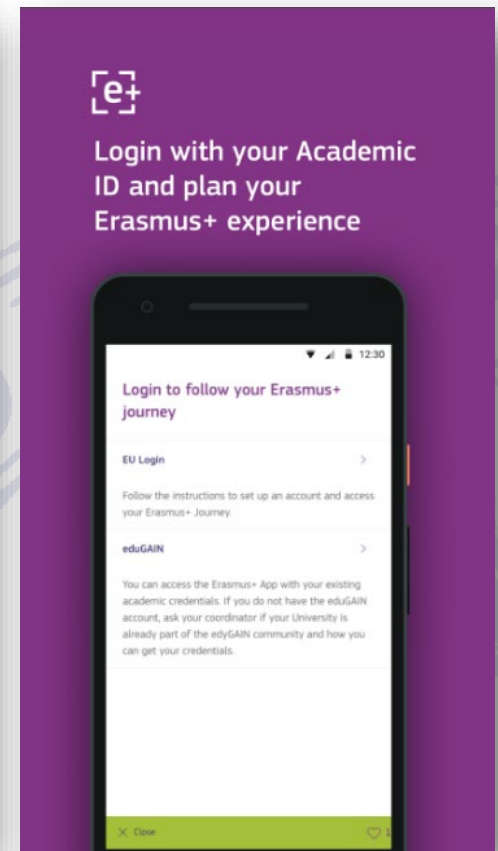 e+
Login with your Academic
ID and plan your
Erasmus+ experience
12:30
Login to follow your Erasmus+
journey
EU Login
Follow the instructions to set up an account and access
your Erasmus+ Journey.
eduGAIN
You can access the Erasmus+ App with your existing
academic credentials. If you do not have the eduGAIN
account, ask your coordinator if your University is
already part of the edyGAIN community and how you
can get your credentials.
Close